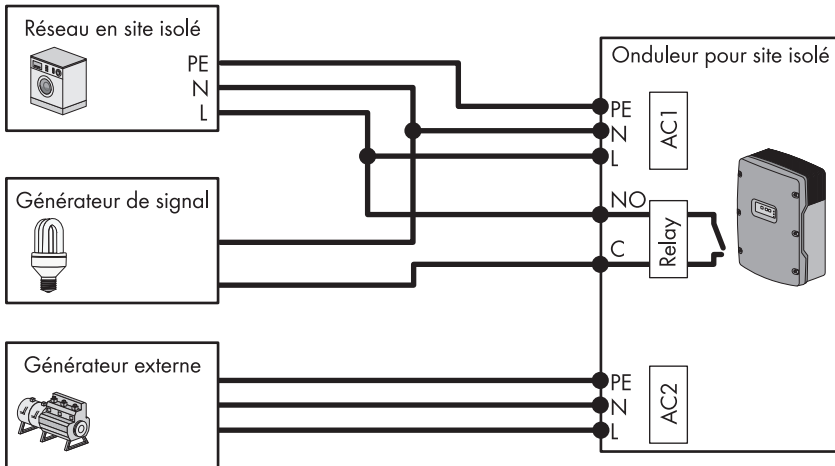 Réseau en site isolé
PE
N
L
Générateur de signal
Générateur externe
Onduleur pour site isolé
PE
N
L
AC1
NO
C
Relay
PE
N
L
AC2